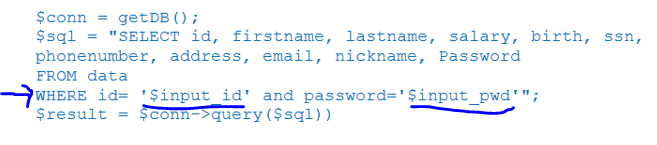 $conn = getDB();
$sql = "SELECT id, firstname, lastname, salary, birth, ssn,
phonenumber, address, email, nickname, Password
FROM data
WHERE id= '$input_id' and password='$input_pwd'";
$result = $conn->query($sql))